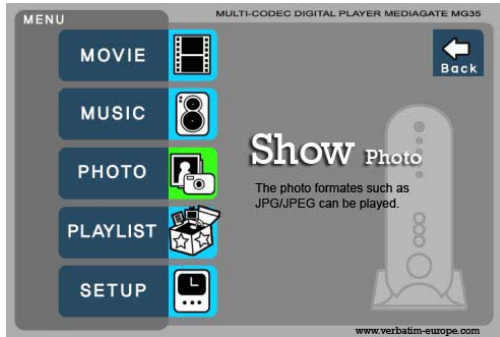 MENU
MULTI-CODEC DIGITAL PLAYER MEDIAGATE MG35
MOVIE
Back
MUSIC
Show Photo
PHOTO
The photo formates such as
JPG/JPEG can be played.
PLAYLIST
SETUP
www.verbatim-europe.com